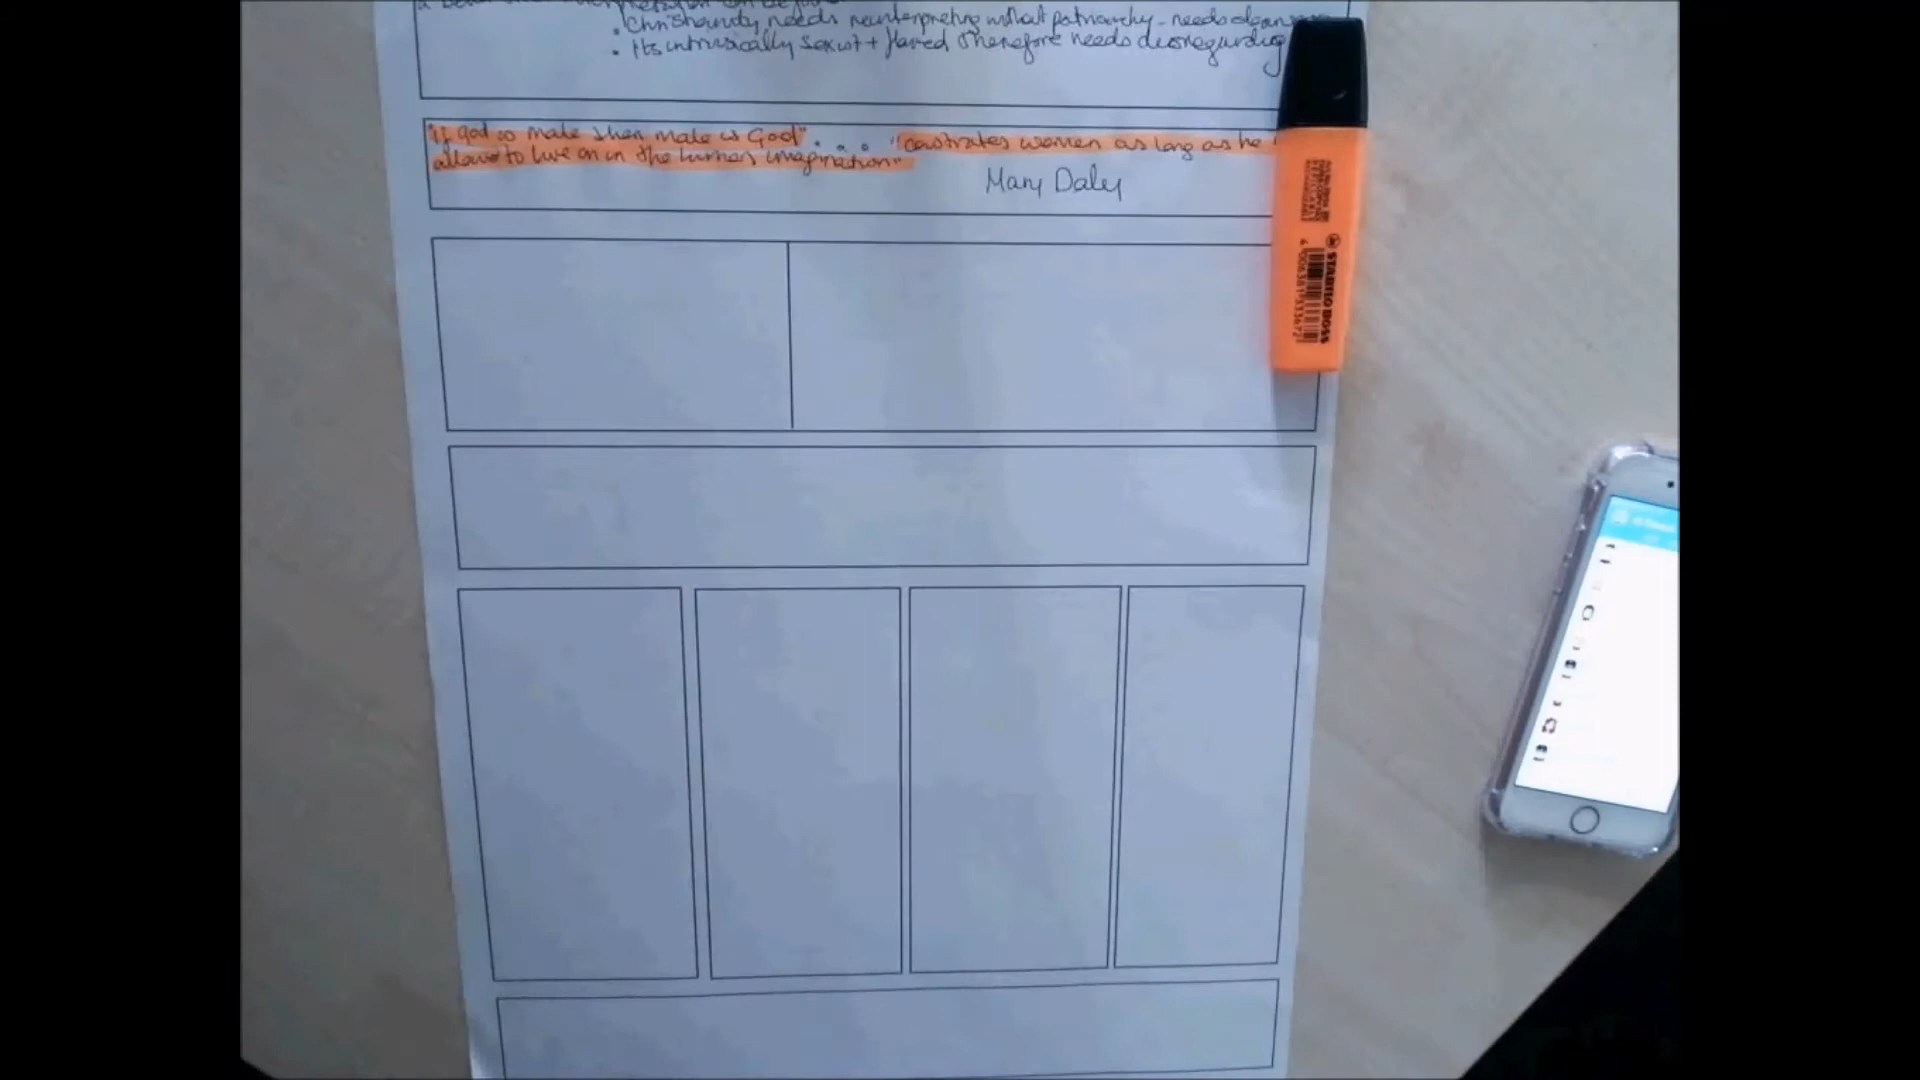 a better
Christianity needs reinterpreting without patriarchy - needs
Its intrinsically sexist + flawed therefore needs disregarding
"if god is male then male is God" . . . "castrates women as long as he
allowed to live on in the human imagination"
Mary Daley
STABILO BOSS